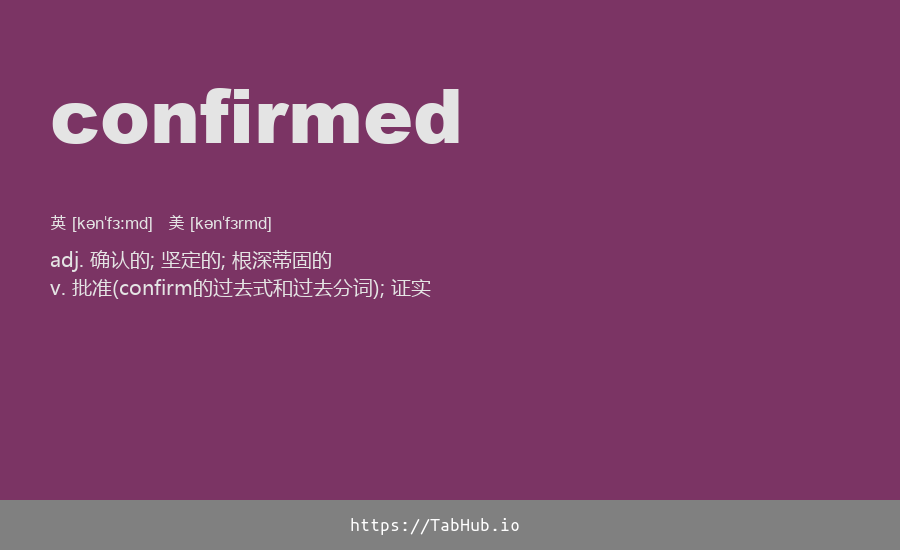 confirmed
英 [kən'fɜːmd] 美 [kən'fɜrmd]
adj. 确认的; 坚定的; 根深蒂固的
v. 批准(confirm的过去式和过去分词); 证实
https://TabHub.io